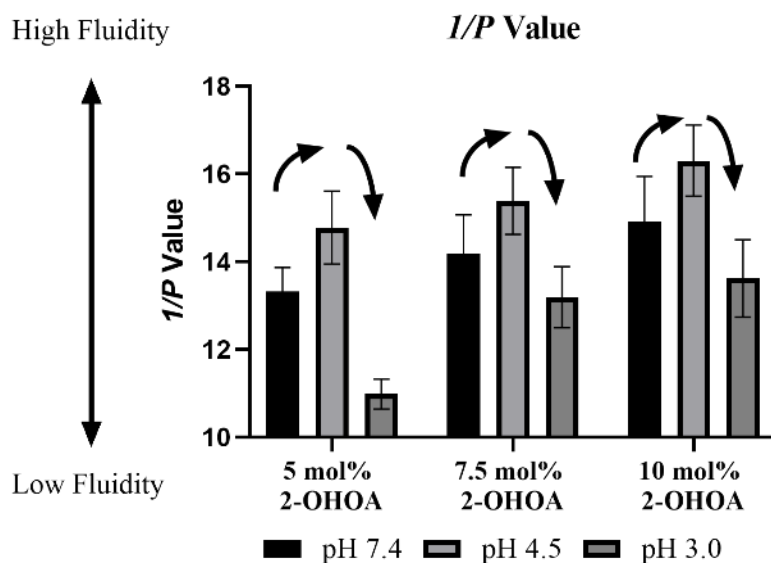 High Fluidity
1/P Value
18
16
14
12
10
1/P Value
Low Fluidity
5 mol% 7.5 mol% 10 mol%
2-OHOA 2-OHOA 2-OHOA
pH 7.4 pH 4.5 pH 3.0